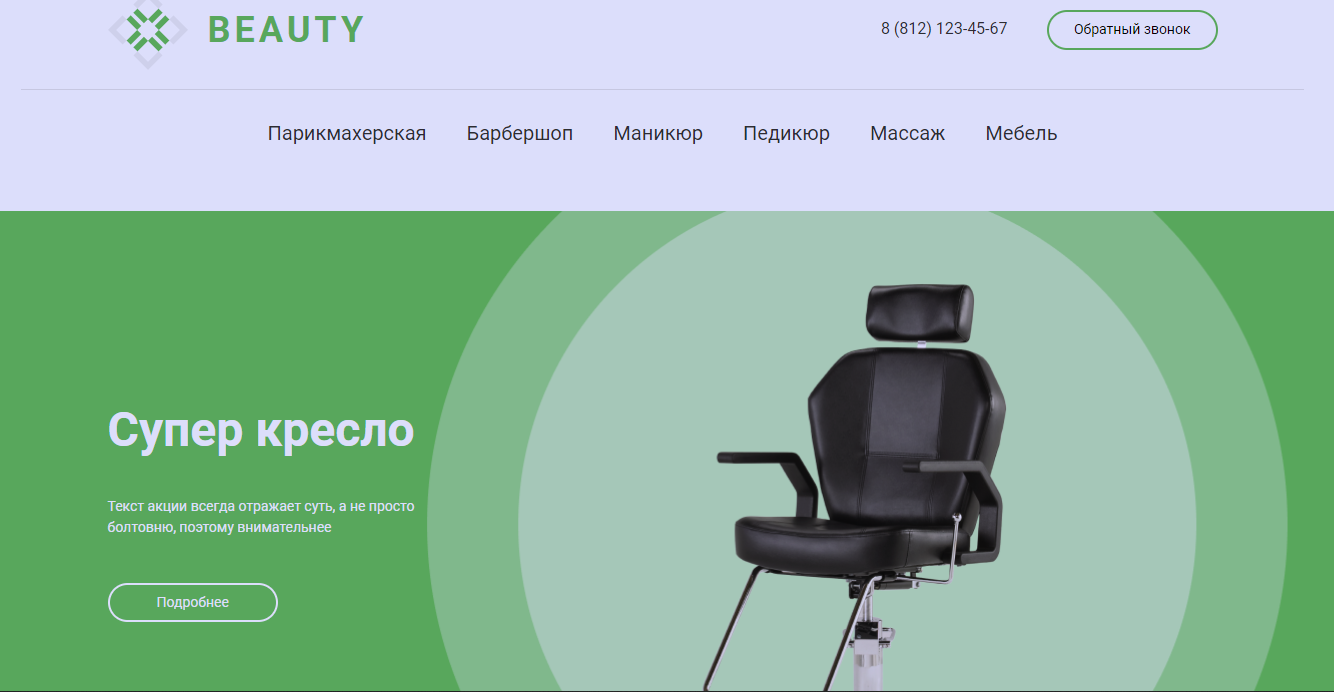 BEAUTY
8 (812) 123-45-67
Обратный звонок
Парикмахерская Барбершоп Маникюр Педикюр Массаж Мебель
Супер кресло
Текст акции всегда отражает суть, а не просто
болтовню, поэтому внимательнее
Подробнее